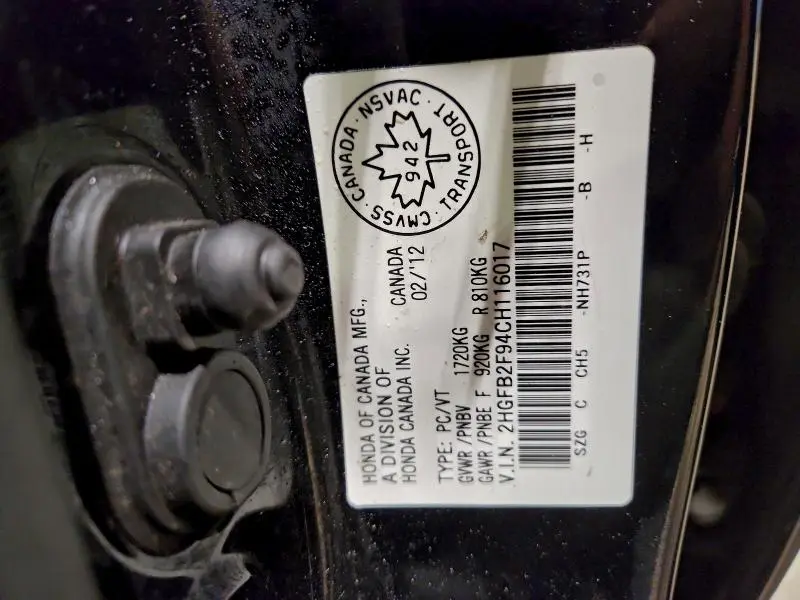 HONDA OF CANADA MFG.,
A DIVISION OF
HONDA CANADA INC.
CANADA
02/'12
CMVSS · CANADA · NSVAC · TRANSPORT ·
942
TYPE: PC/VT
GVWR /PNBV 1720KG
GAWR /PNBE F 920KG R 810KG
V.I.N. 2HGFB2F94CH116017
SZG C CH5 -NH731P -B -H